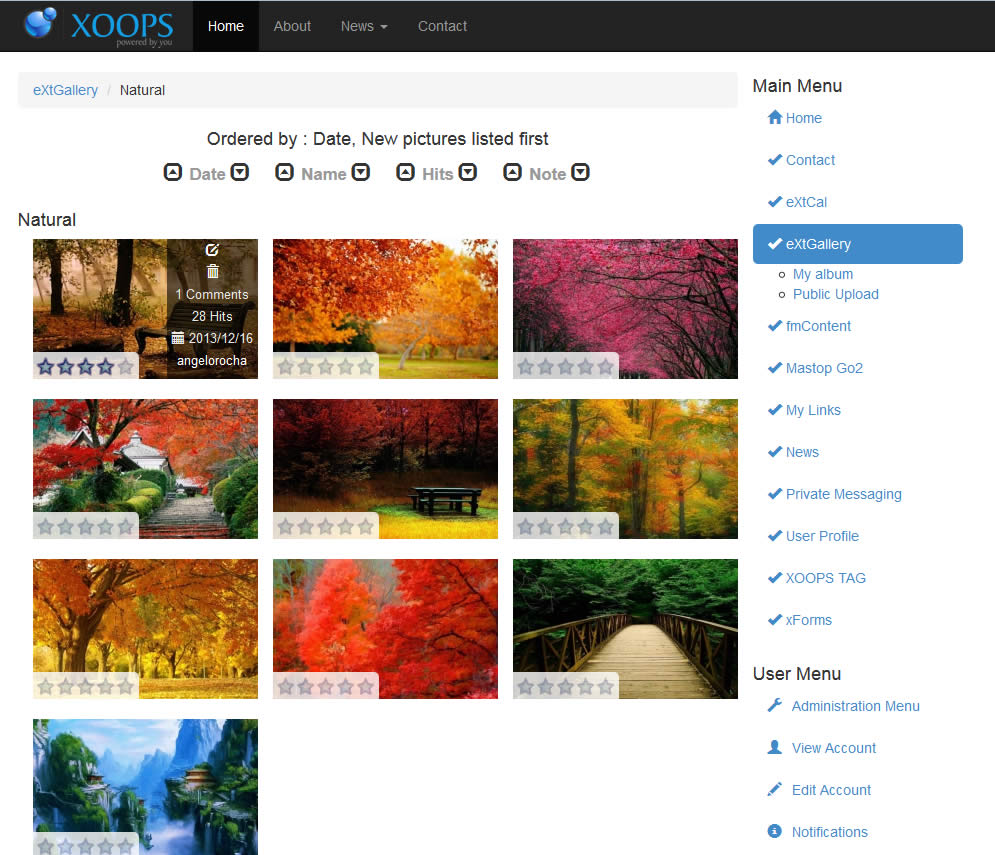 XOOPS
powered by you
Home
About
News
Contact
eXtGallery / Natural
Ordered by : Date, New pictures listed first
Date
Name
Hits
Note
Natural
1 Comments
28 Hits
2013/12/16
angelorocha
Main Menu
Home
Contact
eXtCal
eXtGallery
My album
Public Upload
fmContent
Mastop Go2
My Links
News
Private Messaging
User Profile
XOOPS TAG
xForms
User Menu
Administration Menu
View Account
Edit Account
Notifications